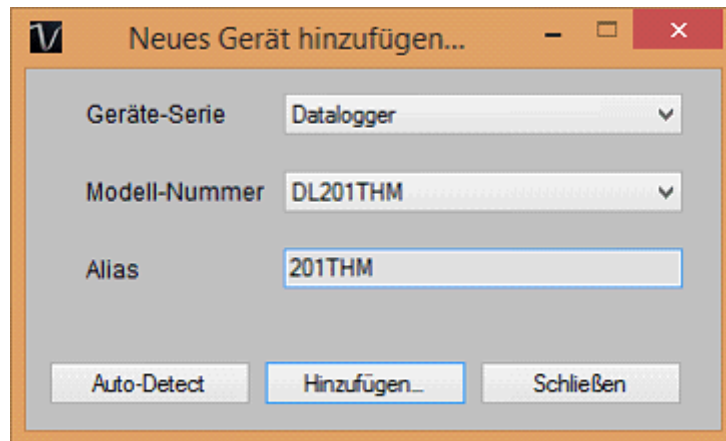 Neues Gerät hinzufügen...
Geräte-Serie Datalogger
Modell-Nummer DL201THM
Alias 201THM
Auto-Detect Hinzufügen... Schließen